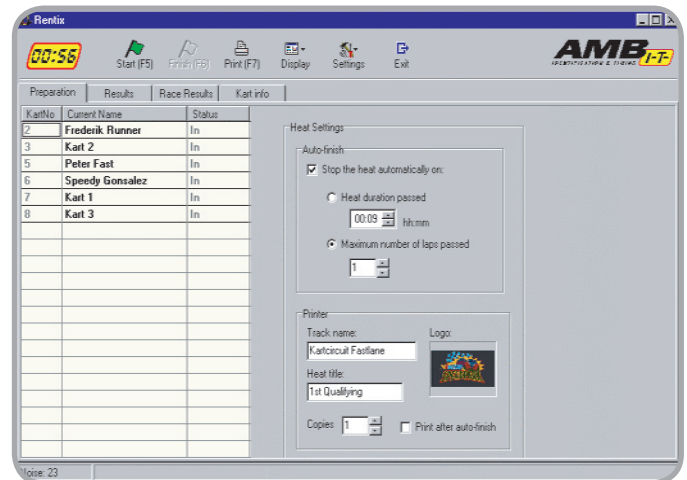 Rentix
00:56
Start (F5) Finish (F6) Print (F7) Display Settings Exit
AMB i-T-
IDENTIFICATION & TIMING
Preparation Results Race Results Kart info
KartNo Current Name Status
2 Frederik Runner In
3 Kart 2 In
5 Peter Fast In
6 Speedy Gonsalez In
7 Kart 1 In
8 Kart 3 In
Heat Settings
Auto-finish
Stop the heat automatically on:
Heat duration passed
00:09 hh:mm
Maximum number of laps passed
1
Printer
Track name: Logo:
Kartcircuit Fastlane
Heat title:
1st Qualifying
Copies 1 Print after auto-finish
Noise: 23